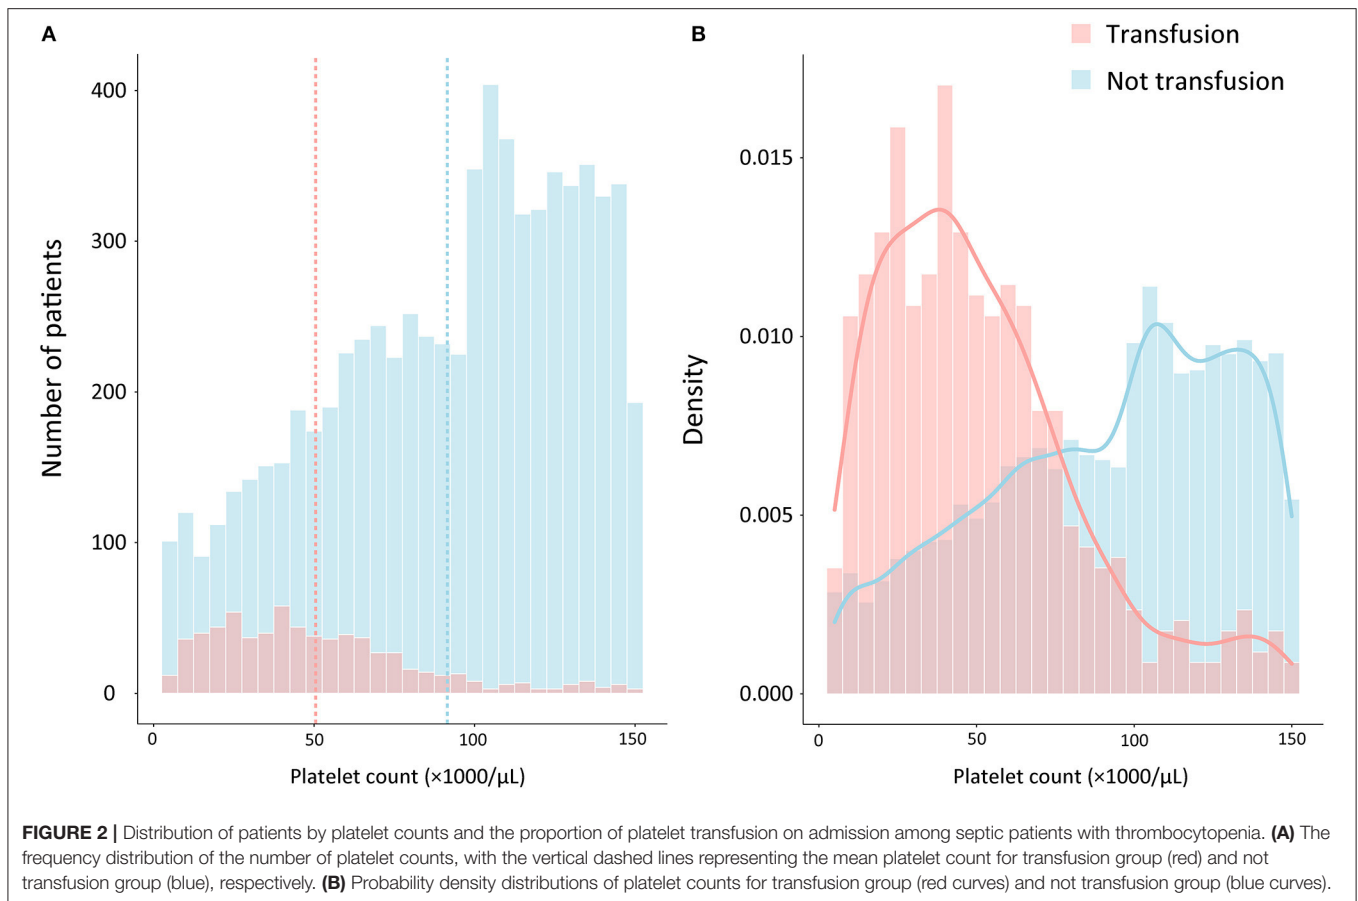 A
B
Transfusion
Not transfusion
400
300
200
100
0
Number of patients
0
50
100
150
Platelet count (×1000/μL)
0.015
0.010
0.005
0.000
Density
0
50
100
150
Platelet count (×1000/μL)
FIGURE 2 | Distribution of patients by platelet counts and the proportion of platelet transfusion on admission among septic patients with thrombocytopenia. (A) The
frequency distribution of the number of platelet counts, with the vertical dashed lines representing the mean platelet count for transfusion group (red) and not
transfusion group (blue), respectively. (B) Probability density distributions of platelet counts for transfusion group (red curves) and not transfusion group (blue curves).